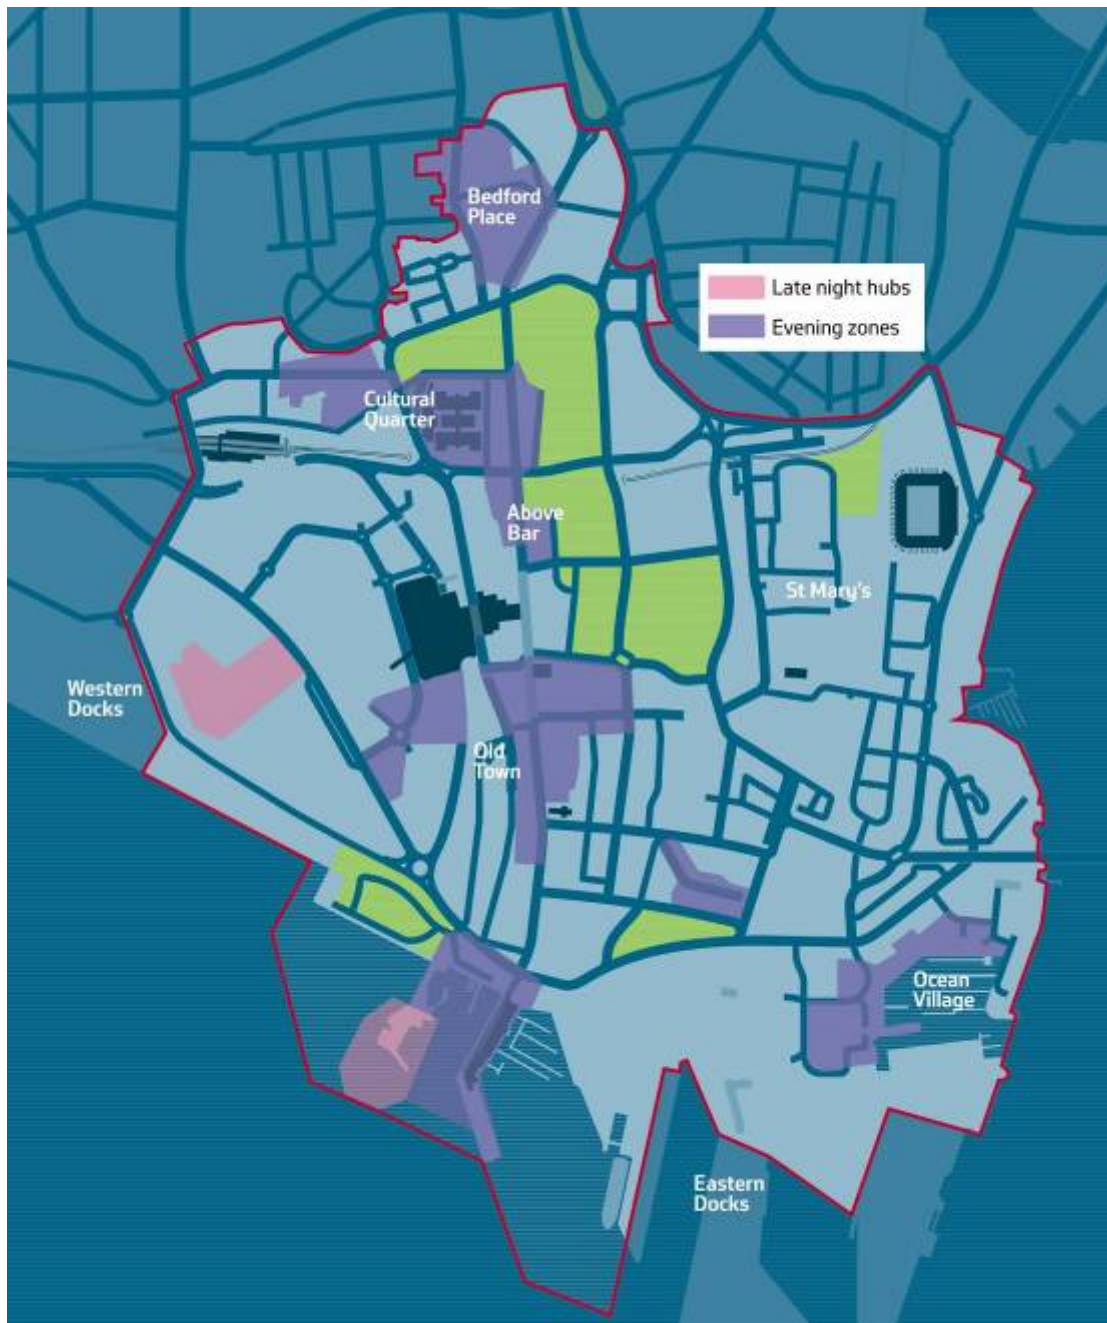 Bedford
Place
Late night hubs
Evening zones
Cultural
Quarter
Above
Bar
St Mary's
Western
Docks
Old
Town
Ocean
Village
Eastern
Docks